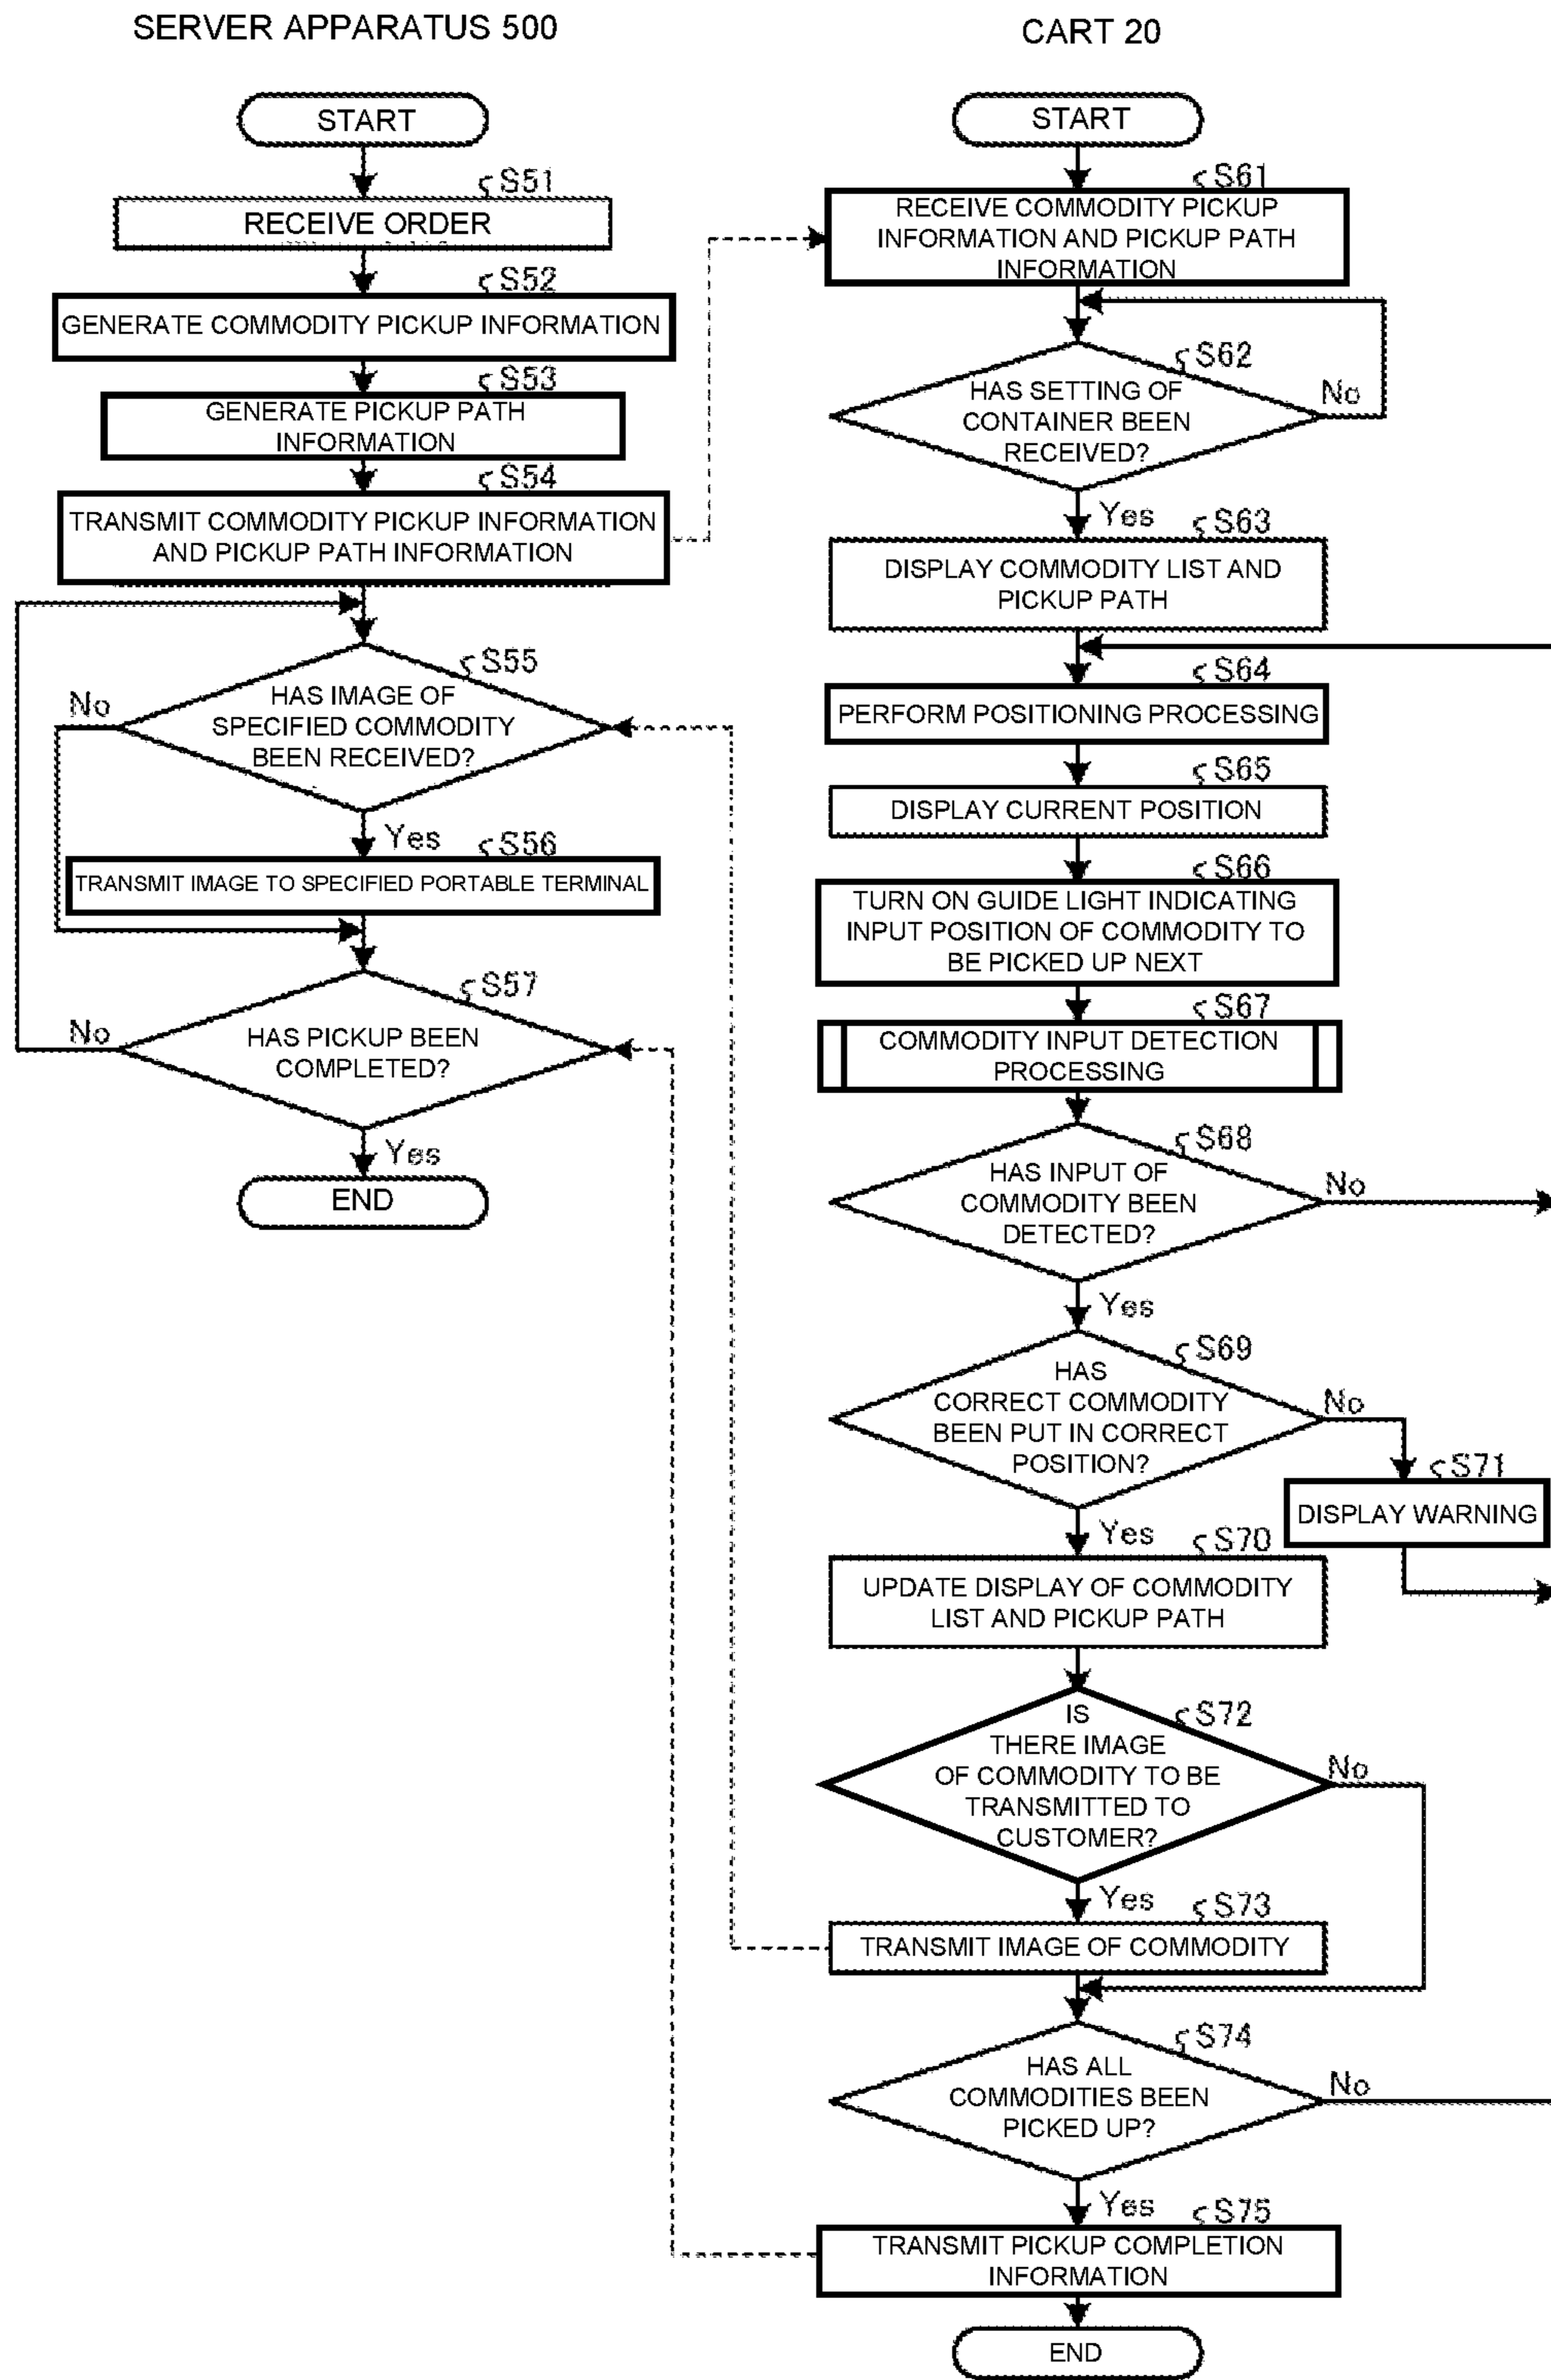 SERVER APPARATUS 500
START
S51
RECEIVE ORDER
S52
GENERATE COMMODITY PICKUP INFORMATION
S53
GENERATE PICKUP PATH
INFORMATION
S54
TRANSMIT COMMODITY PICKUP INFORMATION
AND PICKUP PATH INFORMATION
S55
HAS IMAGE OF
SPECIFIED COMMODITY
BEEN RECEIVED?
No
Yes
S56
TRANSMIT IMAGE TO SPECIFIED PORTABLE TERMINAL
S57
HAS PICKUP BEEN
COMPLETED?
No
Yes
END
CART 20
START
S61
RECEIVE COMMODITY PICKUP
INFORMATION AND PICKUP PATH
INFORMATION
S62
HAS SETTING OF
CONTAINER BEEN
RECEIVED?
No
Yes
S63
DISPLAY COMMODITY LIST AND
PICKUP PATH
S64
PERFORM POSITIONING PROCESSING
S65
DISPLAY CURRENT POSITION
S66
TURN ON GUIDE LIGHT INDICATING
INPUT POSITION OF COMMODITY TO
BE PICKED UP NEXT
S67
COMMODITY INPUT DETECTION
PROCESSING
S68
HAS INPUT OF
COMMODITY BEEN
DETECTED?
No
Yes
S69
HAS
CORRECT COMMODITY
BEEN PUT IN CORRECT
POSITION?
No
S71
DISPLAY WARNING
Yes
S70
UPDATE DISPLAY OF COMMODITY
LIST AND PICKUP PATH
S72
IS
THERE IMAGE
OF COMMODITY TO BE
TRANSMITTED TO
CUSTOMER?
No
Yes
S73
TRANSMIT IMAGE OF COMMODITY
S74
HAS ALL
COMMODITIES BEEN
PICKED UP?
No
Yes
S75
TRANSMIT PICKUP COMPLETION
INFORMATION
END